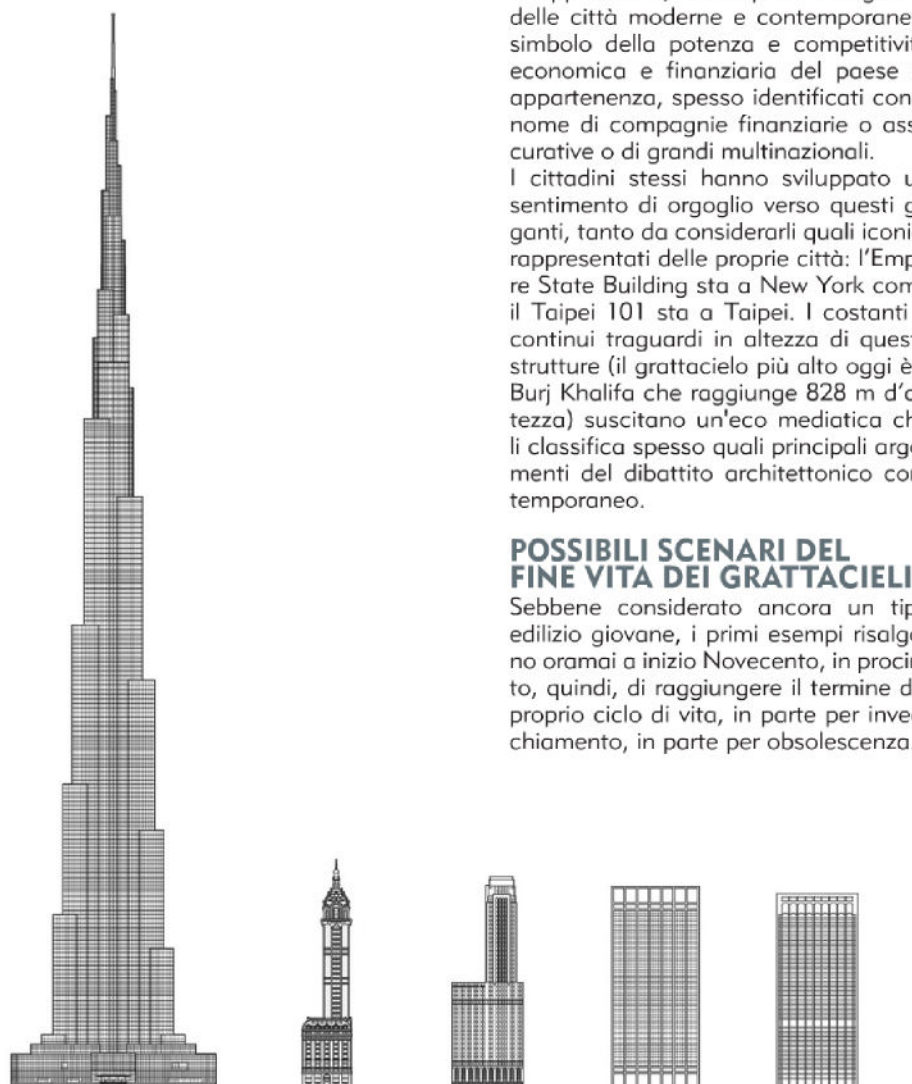 delle città moderne e contemporane
simbolo della potenza e competitivit
economica e finanziaria del paese
appartenenza, spesso identificati con
nome di compagnie finanziarie o ass
curative o di grandi multinazionali.
I cittadini stessi hanno sviluppato u
sentimento di orgoglio verso questi g
ganti, tanto da considerarli quali iconi
rappresentati delle proprie città: l'Emp
re State Building sta a New York com
il Taipei 101 sta a Taipei. I costanti
continui traguardi in altezza di quest
strutture (il grattacielo più alto oggi è
Burj Khalifa che raggiunge 828 m d'a
tezza) suscitano un'eco mediatica ch
li classifica spesso quali principali argo
menti del dibattito architettonico con
temporaneo.
POSSIBILI SCENARI DEL
FINE VITA DEI GRATTACIELI
Sebbene considerato ancora un tip
edilizio giovane, i primi esempi risalgo
no oramai a inizio Novecento, in procin
to, quindi, di raggiungere il termine d
proprio ciclo di vita, in parte per invec
chiamento, in parte per obsolescenza